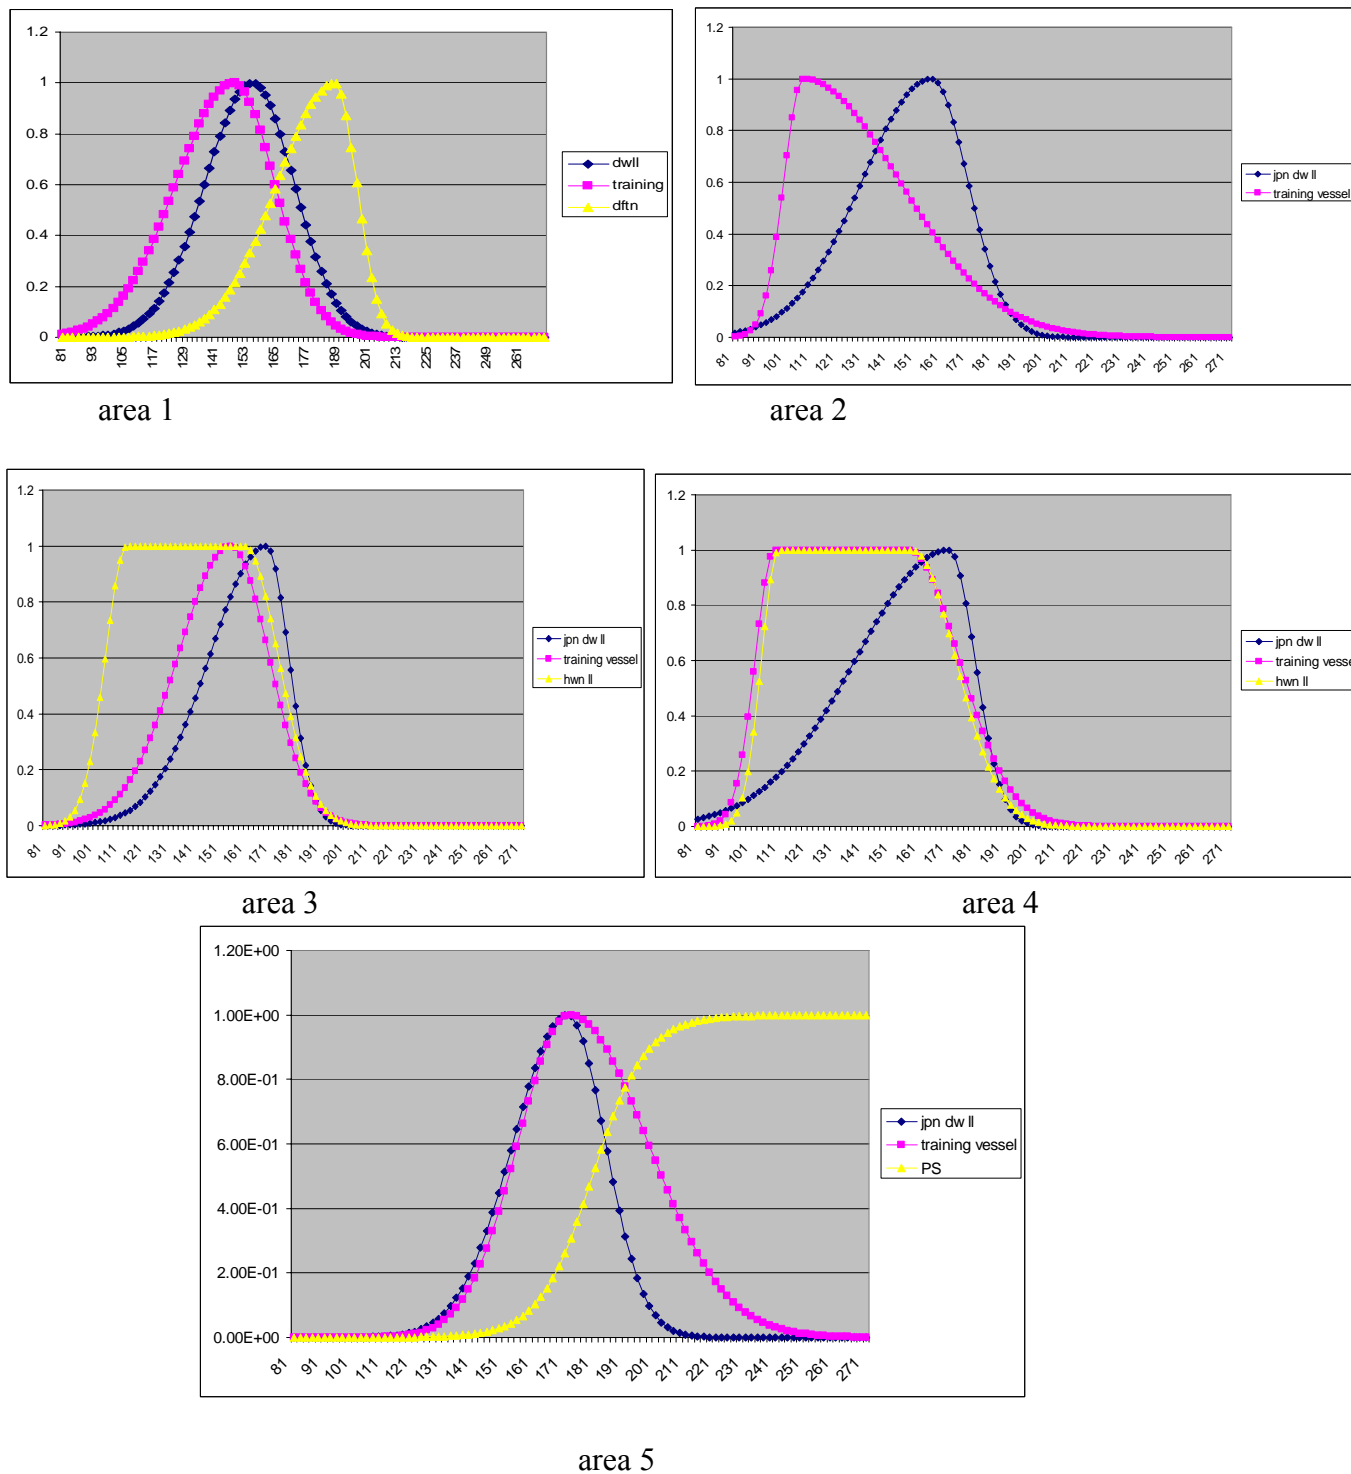 1.2
1
0.8
0.6
0.4
0.2
0
81 93 105 117 129 141 153 165 177 189 201 213 225 237 249 261
dwll
training
dftn
area 1
1.2
1
0.8
0.6
0.4
0.2
0
81 91 101 111 121 131 141 151 161 171 181 191 201 211 221 231 241 251 261 271
jpn dw ll
training vessel
area 2
1.2
1
0.8
0.6
0.4
0.2
0
81 91 101 111 121 131 141 151 161 171 181 191 201 211 221 231 241 251 261 271
jpn dw ll
training vessel
hwn ll
area 3
1.2
1
0.8
0.6
0.4
0.2
0
81 91 101 111 121 131 141 151 161 171 181 191 201 211 221 231 241 251 261 271
jpn dw ll
training vesse
hwn ll
area 4
1.20E+00
1.00E+00
8.00E-01
6.00E-01
4.00E-01
2.00E-01
0.00E+00
81 91 101 111 121 131 141 151 161 171 181 191 201 211 221 231 241 251 261 271
jpn dw ll
training vessel
PS
area 5